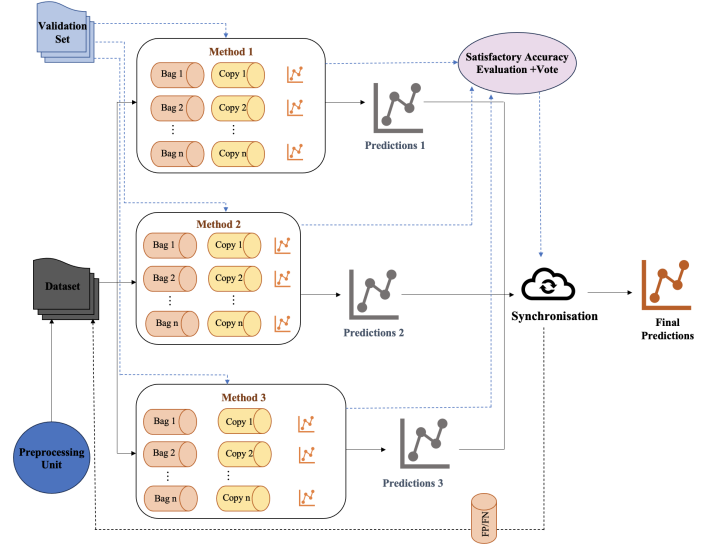 Validation
Set
Method 1
Bag 1
Copy 1
Bag 2
Copy 2
Bag n
Copy n
Predictions 1
Satisfactory Accuracy
Evaluation +Vote
Method 2
Bag 1
Copy 1
Bag 2
Copy 2
Bag n
Copy n
Predictions 2
Dataset
Synchronisation
Final
Predictions
Method 3
Bag 1
Copy 1
Bag 2
Copy 2
Bag n
Copy n
Predictions 3
Preprocessing
Unit
FP/FN